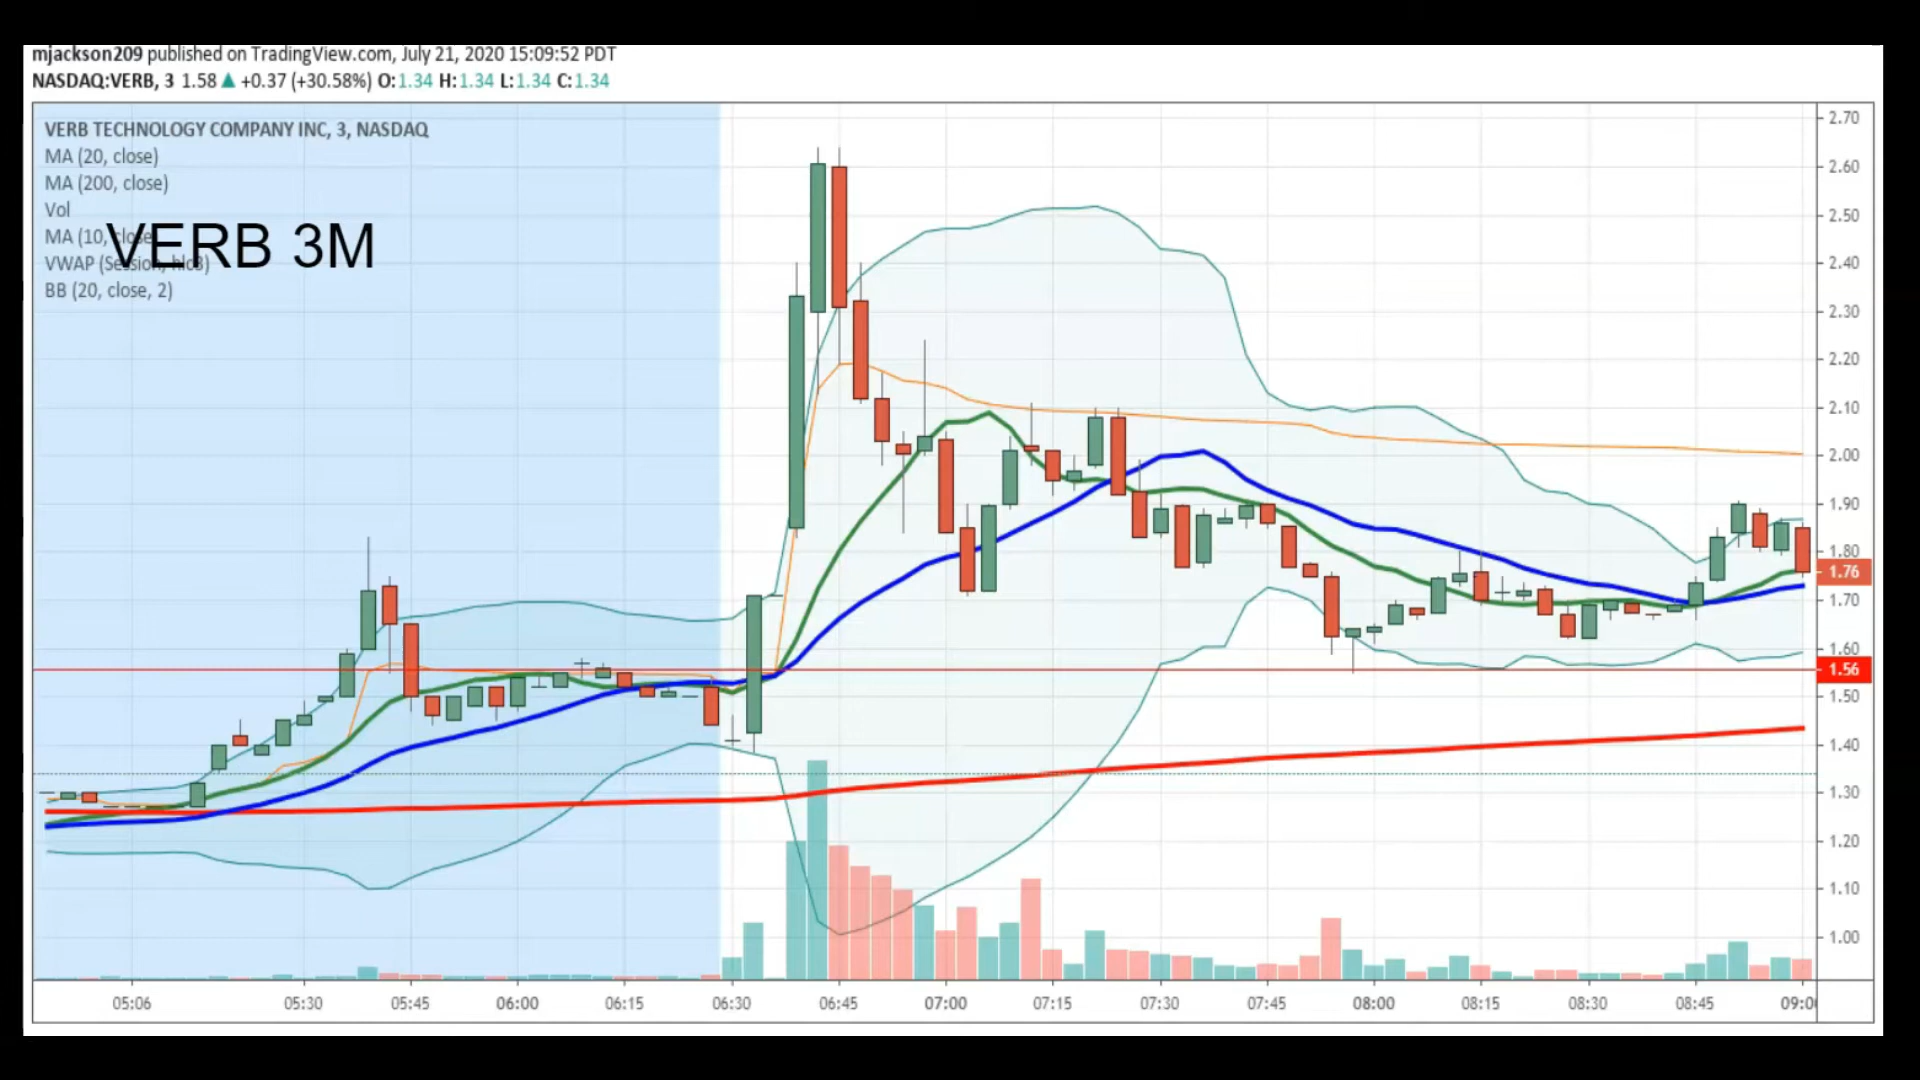 mjackson209 published on TradingView.com, July 21, 2020 15:09:52 PDT
NASDAQ:VERB, 3 1.58 ▲ +0.37 (+30.58%) O:1.34 H:1.34 L:1.34 C:1.34
VERB TECHNOLOGY COMPANY INC, 3, NASDAQ
MA (20, close)
MA (200, close)
Vol
MA (10, close)
VERB 3M
VWAP (Session, hlc3)
BB (20, close, 2)
2.70
2.60
2.50
2.40
2.30
2.20
2.10
2.00
1.90
1.80
1.76
1.70
1.60
1.56
1.50
1.40
1.30
1.20
1.10
1.00
05:06 05:30 05:45 06:00 06:15 06:30 06:45 07:00 07:15 07:30 07:45 08:00 08:15 08:30 08:45 09:00